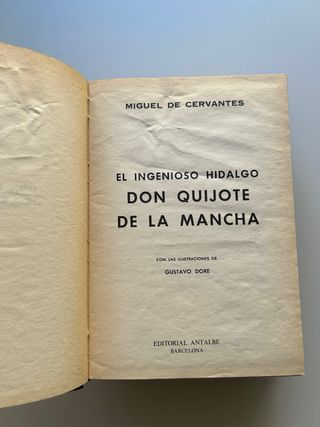 MIGUEL DE CERVANTES
EL INGENIOSO HIDALGO
DON QUIJOTE
DE LA MANCHA
CON LAS ILUSTRACIONES DE
GUSTAVO DORE
EDITORIAL ANTALBE
BARCELONA